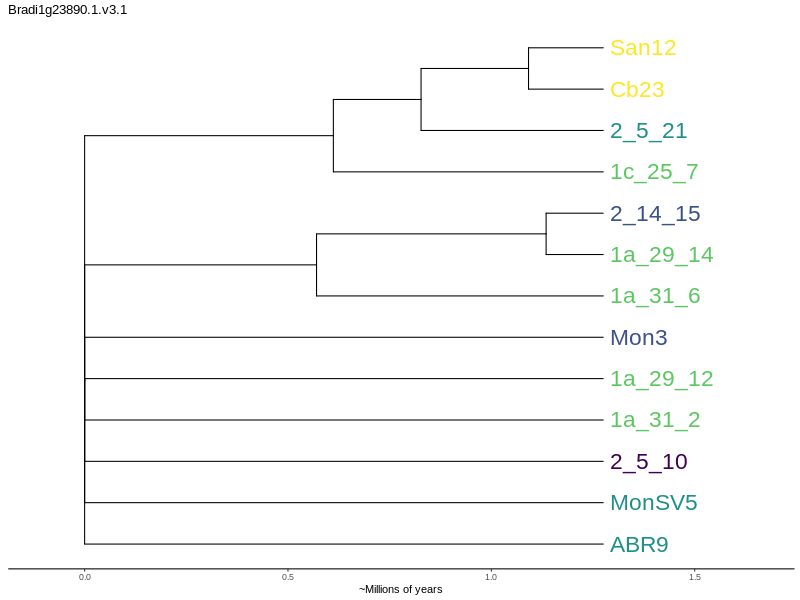 Bradi1g23890.1.v3.1
San12
Cb23
2_5_21
1c_25_7
2_14_15
1a_29_14
1a_31_6
Mon3
1a_29_12
1a_31_2
2_5_10
MonSV5
ABR9
0.0 0.5 1.0 1.5
~Millions of years